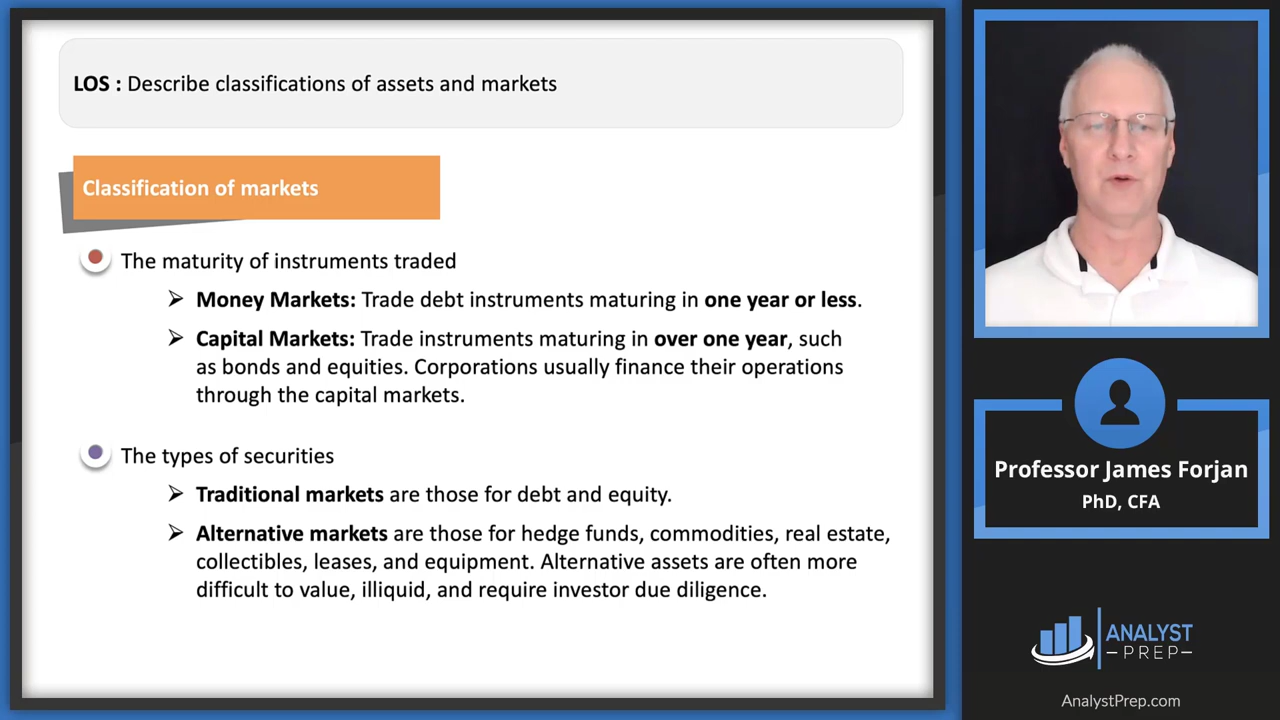 LOS : Describe classifications of assets and markets
Classification of markets
The maturity of instruments traded
➢ Money Markets: Trade debt instruments maturing in one year or less.
➢ Capital Markets: Trade instruments maturing in over one year, such
as bonds and equities. Corporations usually finance their operations
through the capital markets.
The types of securities
➢ Traditional markets are those for debt and equity.
➢ Alternative markets are those for hedge funds, commodities, real estate,
collectibles, leases, and equipment. Alternative assets are often more
difficult to value, illiquid, and require investor due diligence.
Professor James Forjan
PhD, CFA
ANALYST
PREP
AnalystPrep.com